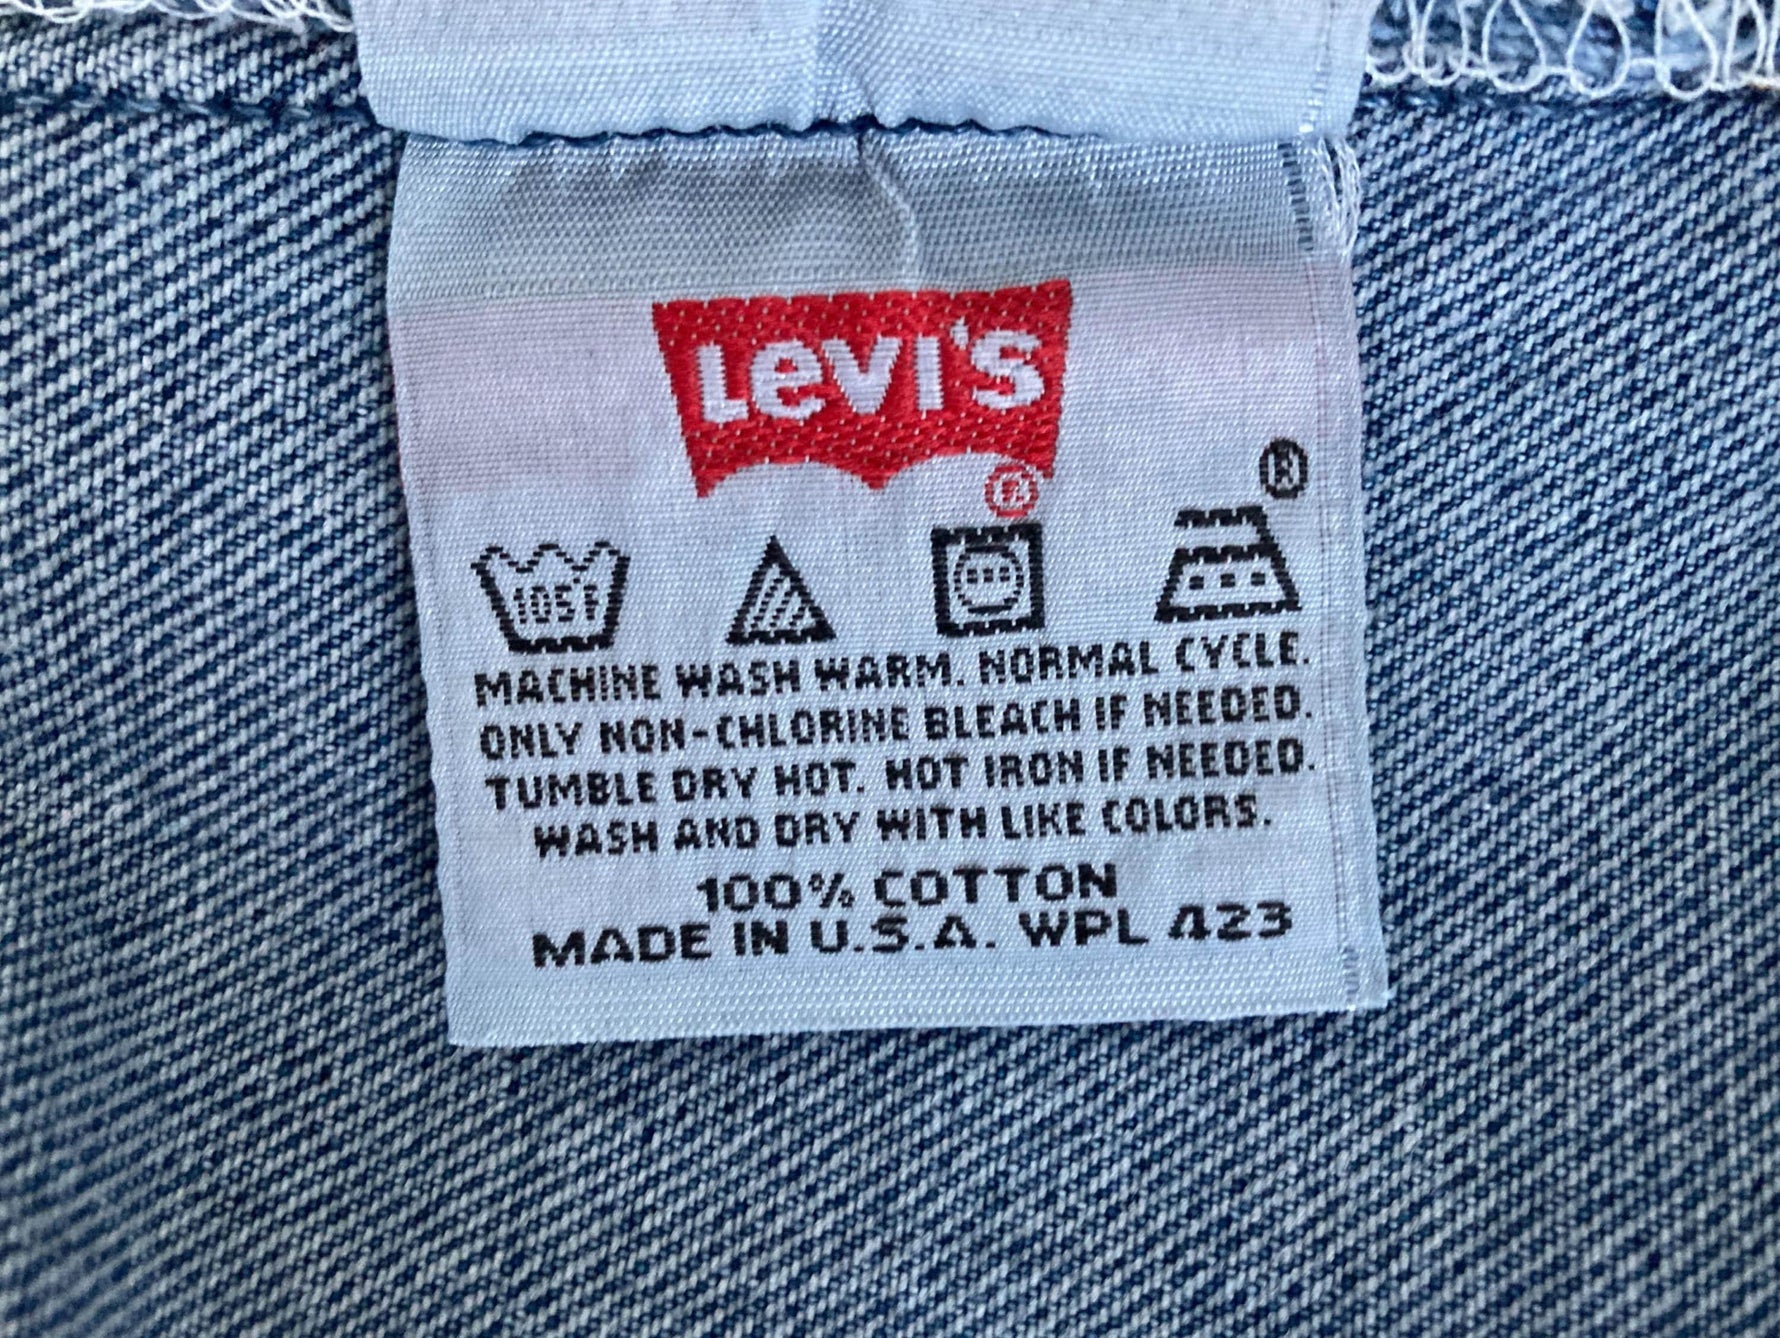 Levi's
®
®
105F
MACHINE WASH WARM. NORMAL CYCLE.
ONLY NON-CHLORINE BLEACH IF NEEDED.
TUMBLE DRY HOT. HOT IRON IF NEEDED.
WASH AND DRY WITH LIKE COLORS.
100% COTTON
MADE IN U.S.A. WPL 423